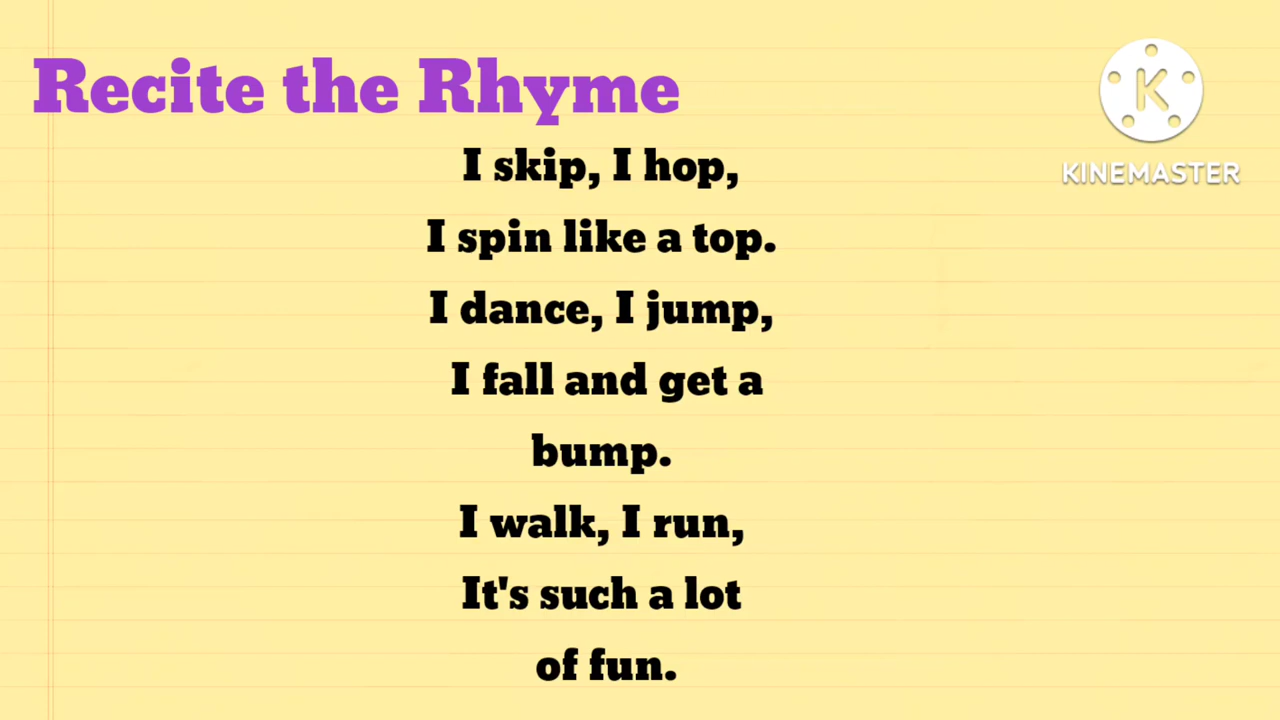 Recite the Rhyme
K
KINEMASTER
I skip, I hop,
I spin like a top.
I dance, I jump,
I fall and get a
bump.
I walk, I run,
It's such a lot
of fun.